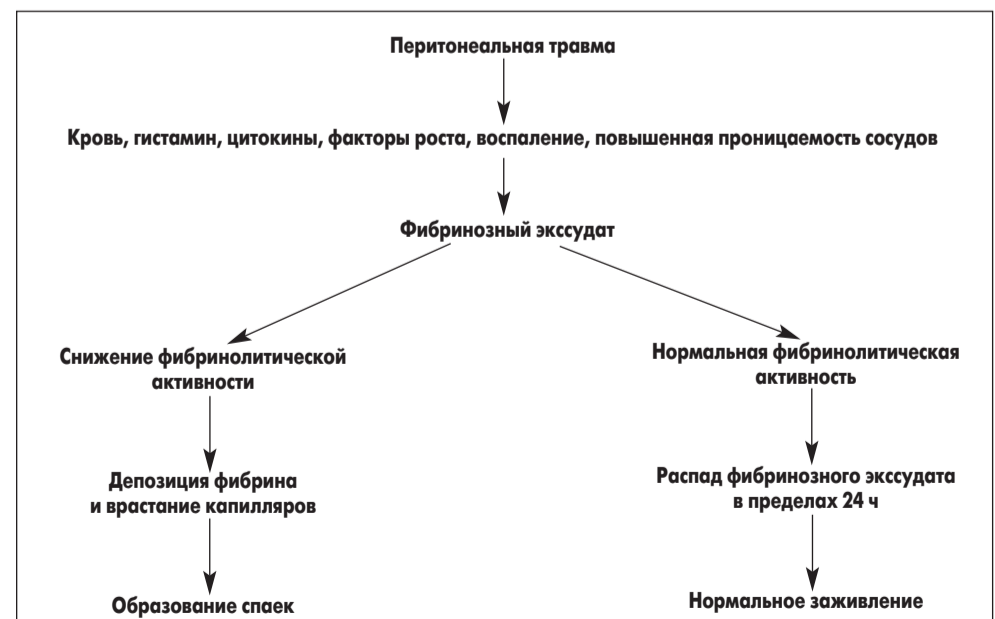 Перитонеальная травма
Кровь, гистамин, цитокины, факторы роста, воспаление, повышенная проницаемость сосудов
Фибринозный экссудат
Снижение фибринолитической
активности
Депозиция фибрина
и врастание капилляров
Образование спаек
Нормальная фибринолитическая
активность
Распад фибринозного экссудата
в пределах 24 ч
Нормальное заживление